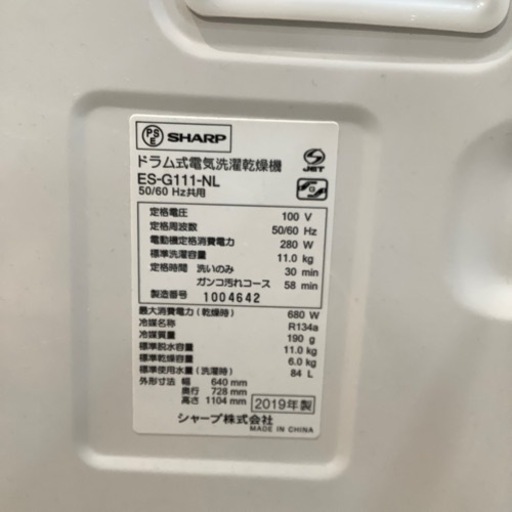 PSE SHARP
ドラム式電気洗濯乾燥機
ES-G111-NL
50/60 Hz共用
JET
定格電圧 100 V
定格周波数 50/60 Hz
電動機定格消費電力 280 W
標準洗濯容量 11.0 kg
定格時間 洗いのみ 30 min
ガンコ汚れコース 58 min
製造番号 1004642
最大消費電力(乾燥時) 680 W
冷媒名称 R134a
冷媒質量 190 g
標準脱水容量 11.0 kg
標準乾燥容量 6.0 kg
標準使用水量(洗濯時) 84 L
外形寸法 幅 640 mm
奥行 728 mm
高さ 1104 mm
2019年製
シャープ株式会社
MADE IN CHINA